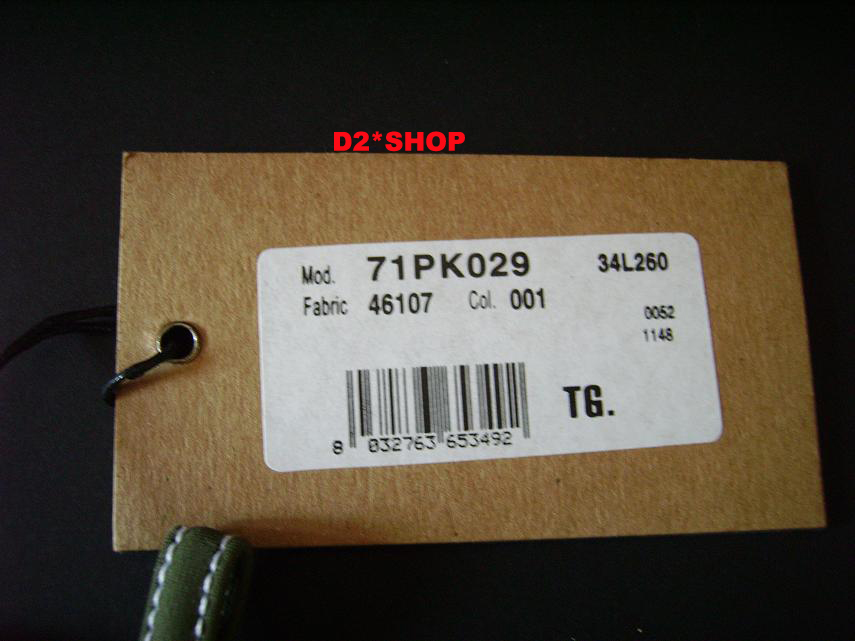 D2*SHOP
Mod. 71PK029 34L260
Fabric 46107 Col. 001
0052
1148
TG.
8 032763 653492